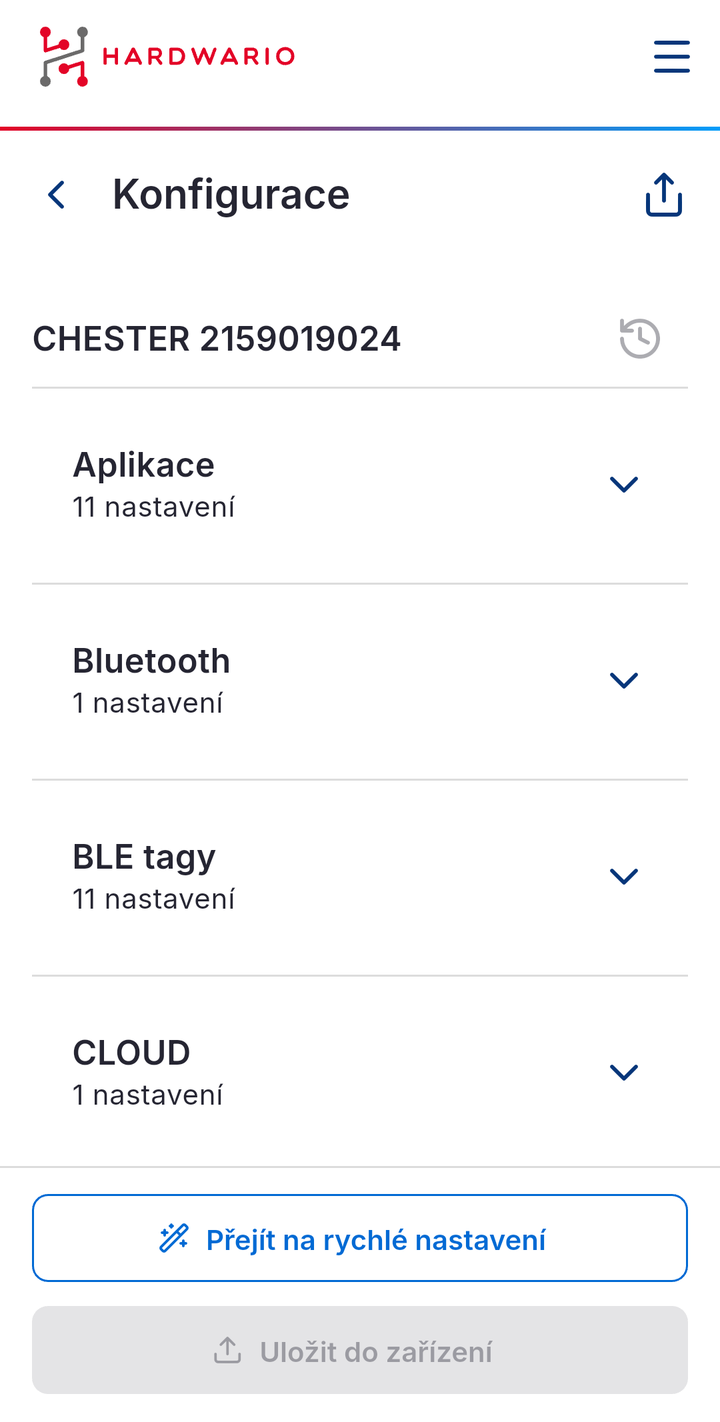 HARDWARIO
Konfigurace
CHESTER 2159019024
Aplikace
11 nastavení
Bluetooth
1 nastavení
BLE tagy
11 nastavení
CLOUD
1 nastavení
Přejít na rychlé nastavení
Uložit do zařízení